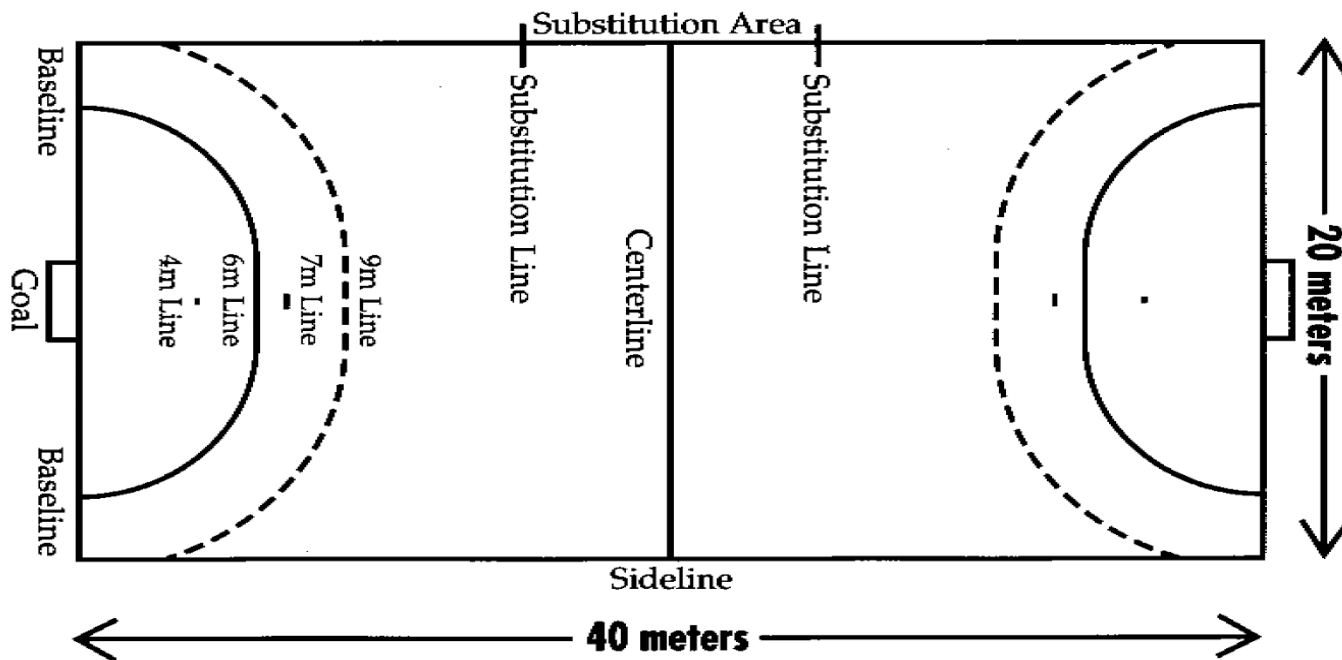 Substitution Area
Baseline
Substitution Line
Substitution Line
Centerline
Goal
4m Line
6m Line
7m Line
9m Line
20 meters
Baseline
Sideline
40 meters